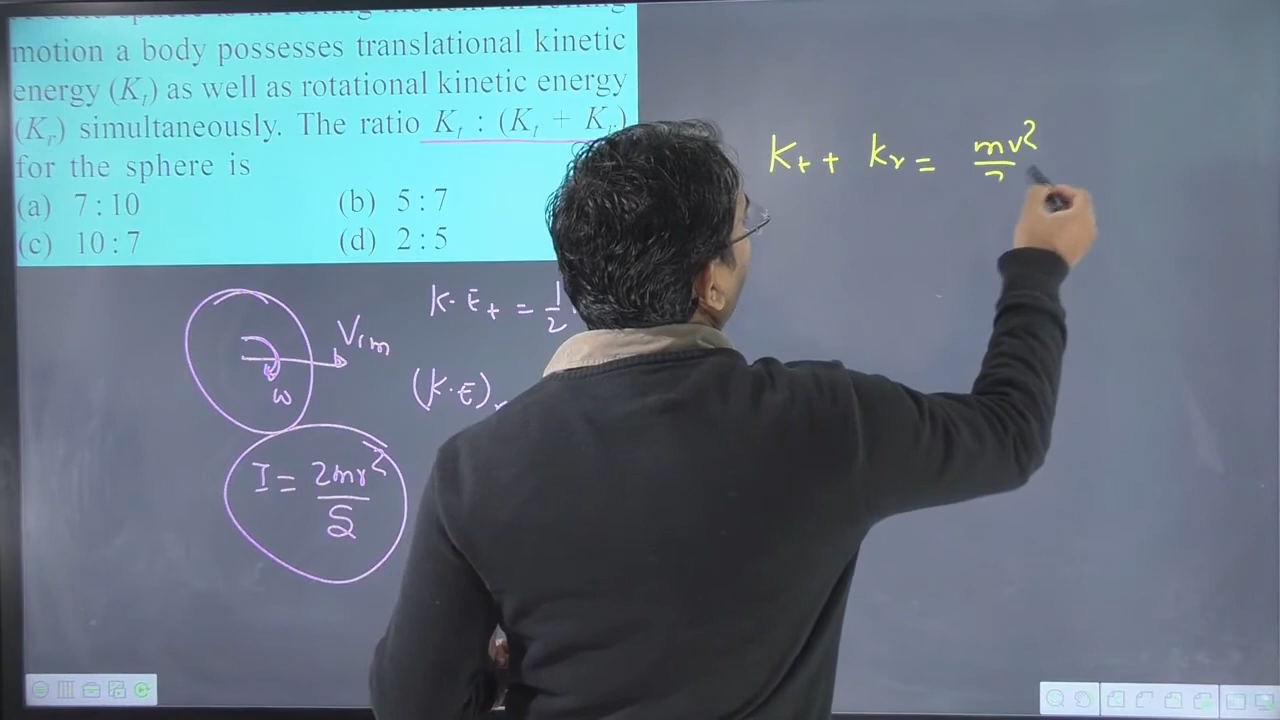 motion a body possesses translational kinetic
energy (Kₜ) as well as rotational kinetic energy
(Kᵣ) simultaneously. The ratio Kₜ : (Kₜ + Kᵣ)
for the sphere is
(a) 7 : 10 (b) 5 : 7
(c) 10 : 7 (d) 2 : 5
Kₜ + Kᵣ = mv²/2
K.Eₜ = 1/2
Vcm
(K.E)ᵣ
ω
I = 2mr²/5